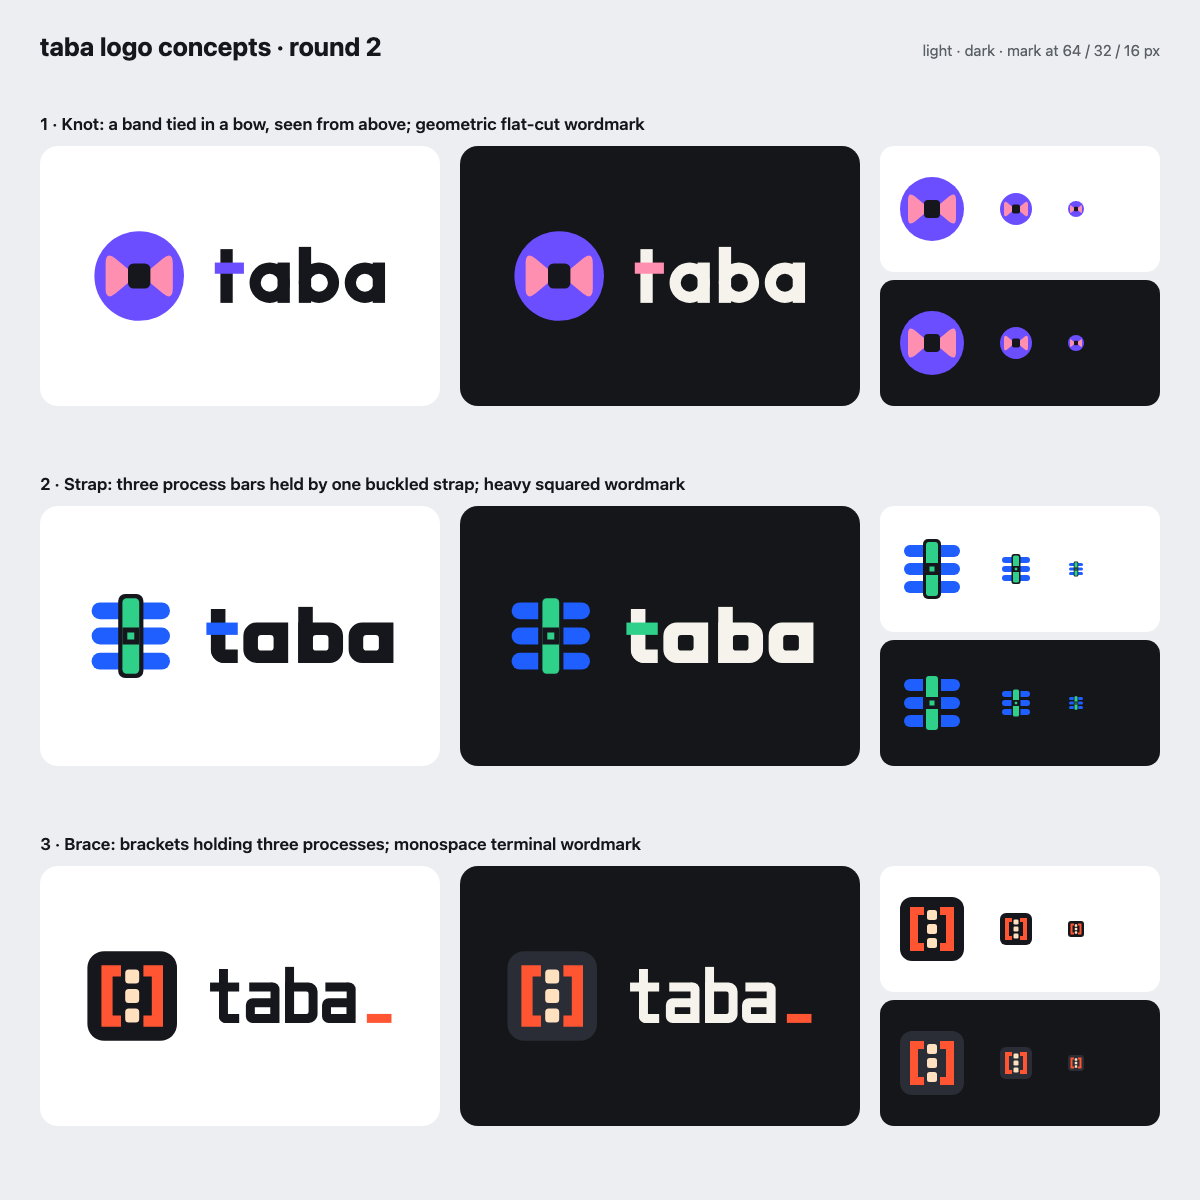 taba logo concepts · round 2
light · dark · mark at 64 / 32 / 16 px
1 · Knot: a band tied in a bow, seen from above; geometric flat-cut wordmark
taba
taba
2 · Strap: three process bars held by one buckled strap; heavy squared wordmark
taba
taba
3 · Brace: brackets holding three processes; monospace terminal wordmark
taba_
taba_